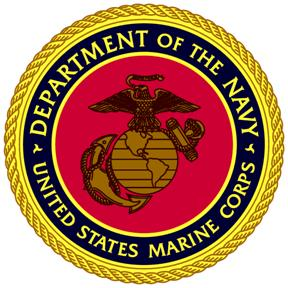 DEPARTMENT OF THE NAVY
UNITED STATES MARINE CORPS